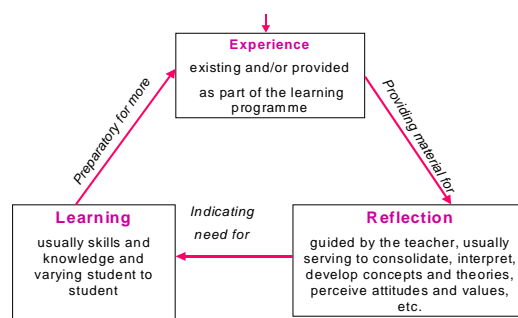 Experience
existing and/or provided
as part of the learning
programme
Preparatory for more
Providing material for
Indicating
need for
Learning
usually skills and
knowledge and
varying student to
student
Reflection
guided by the teacher, usually
serving to consolidate, interpret,
develop concepts and theories,
perceive attitudes and values,
etc.